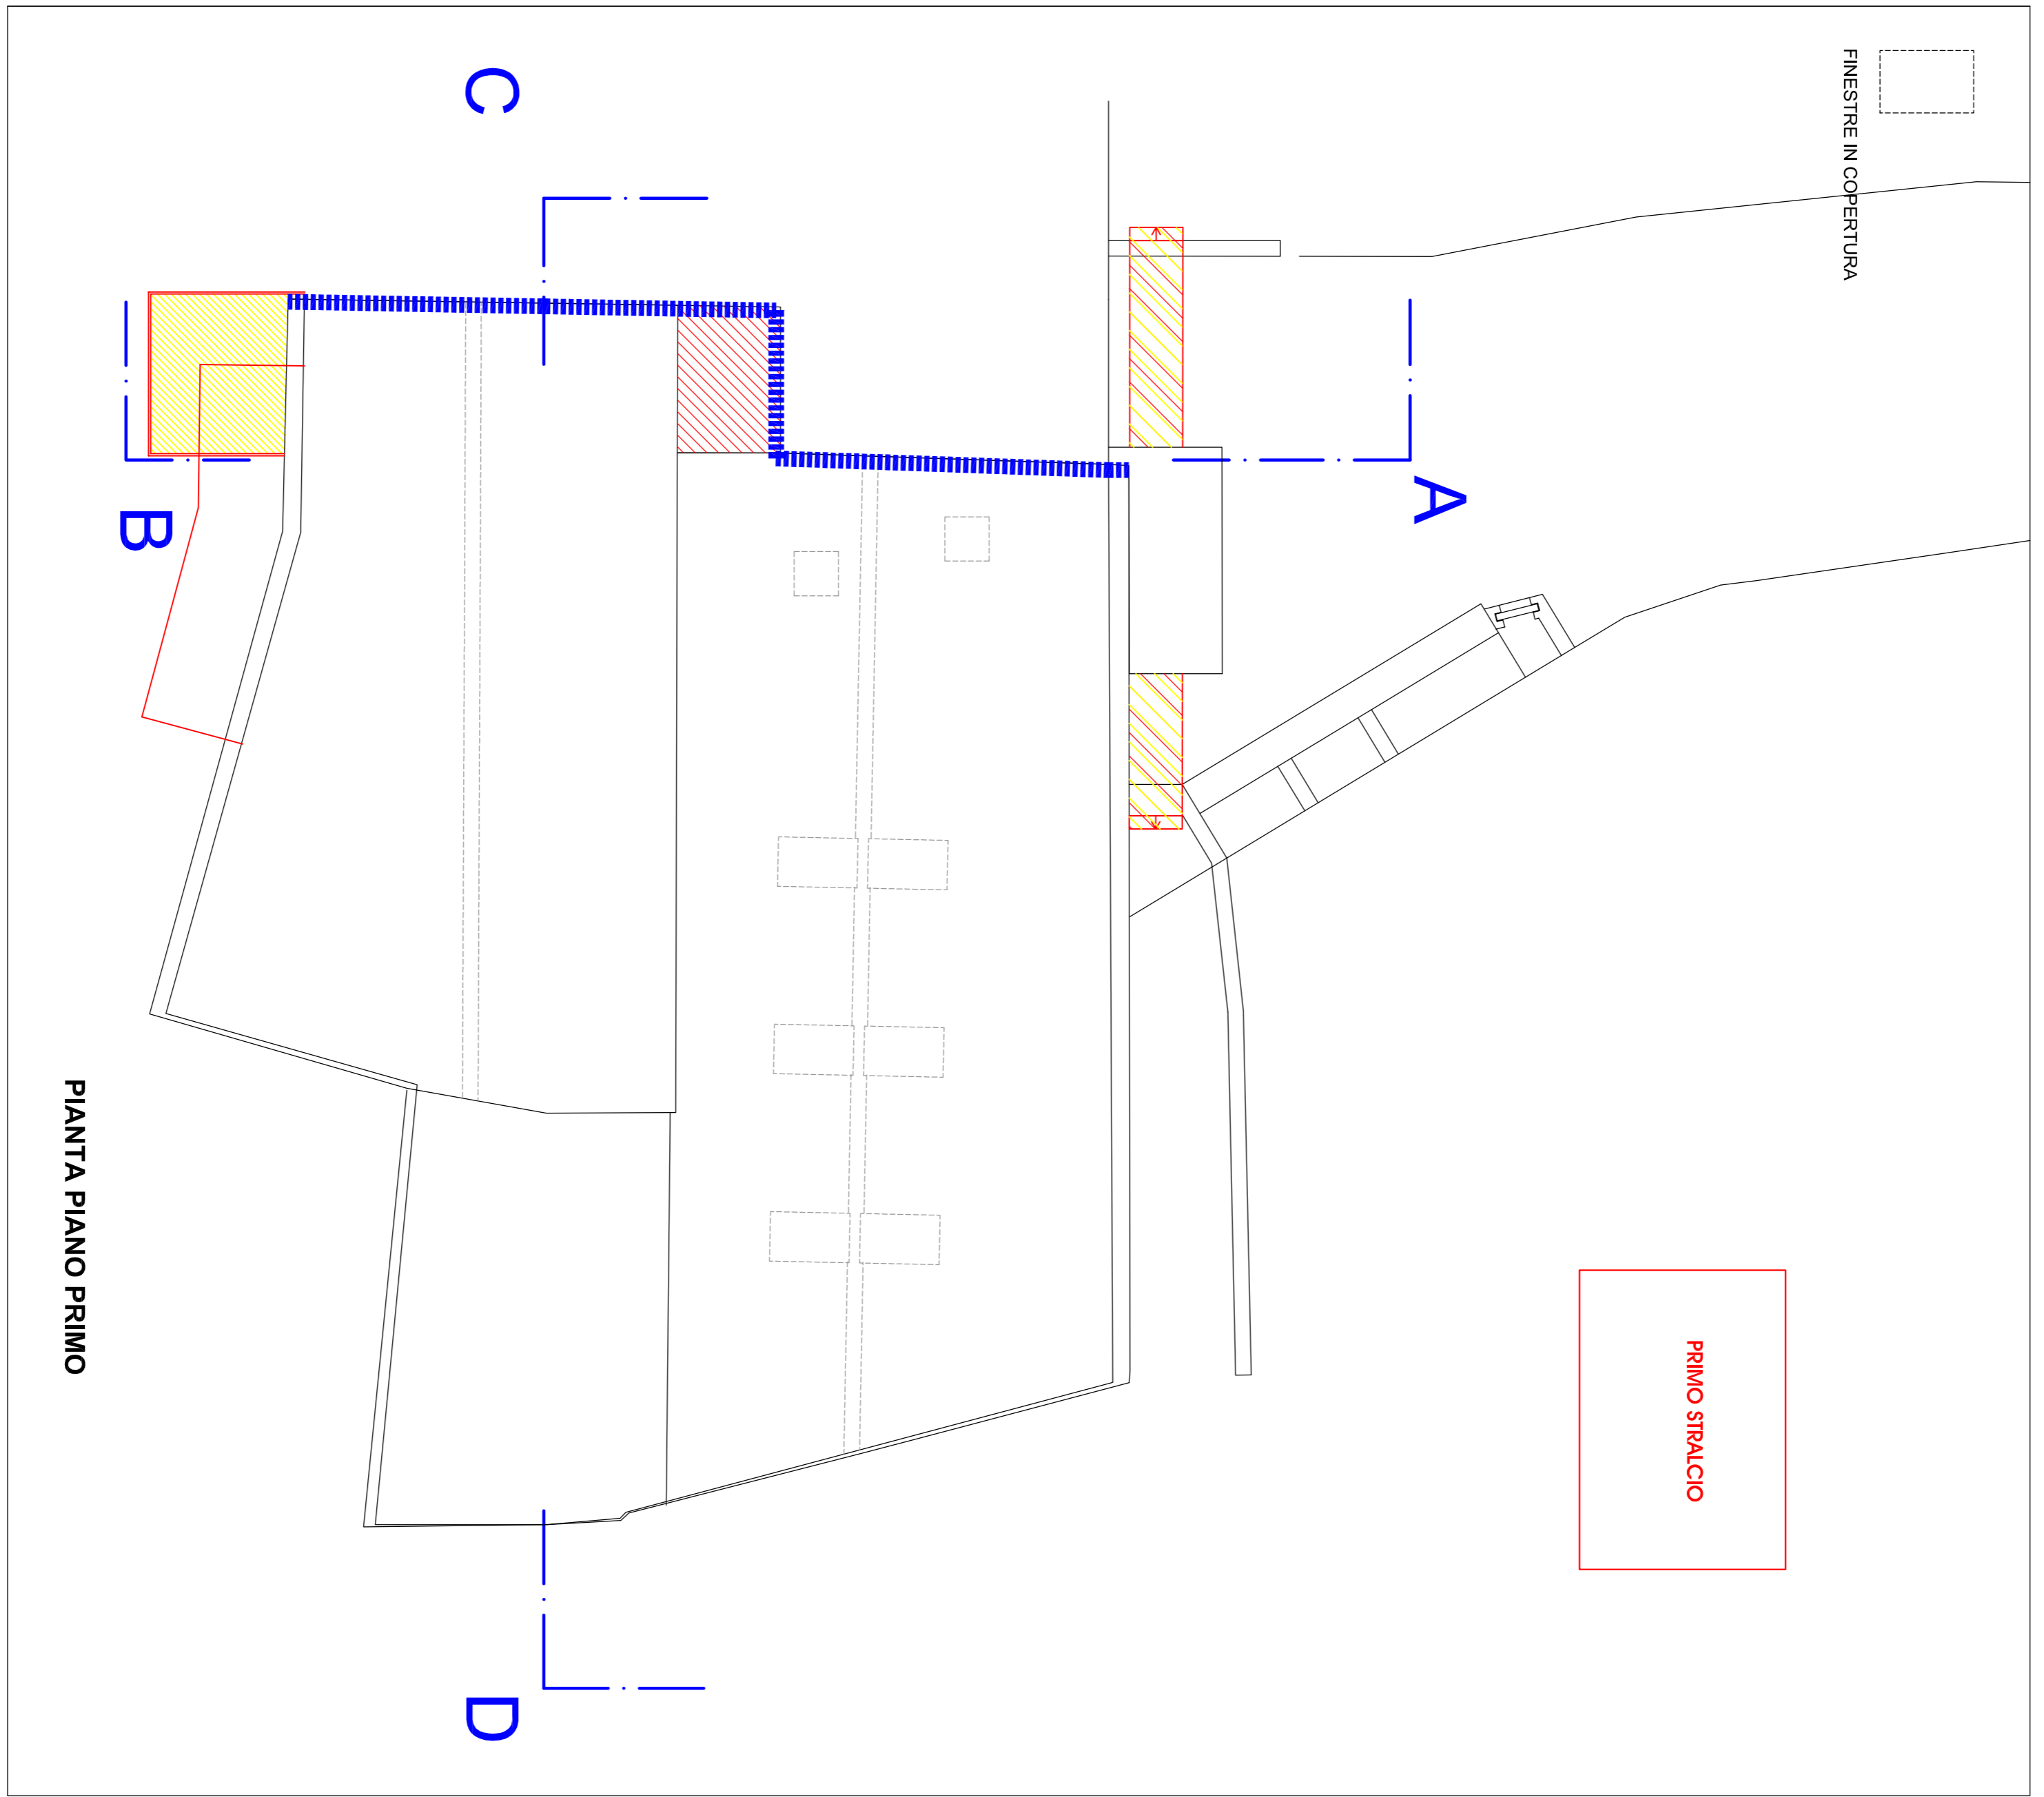 FINESTRE IN COPERTURA
C
A
B
PRIMO STRALCIO
PIANTA PIANO PRIMO
D